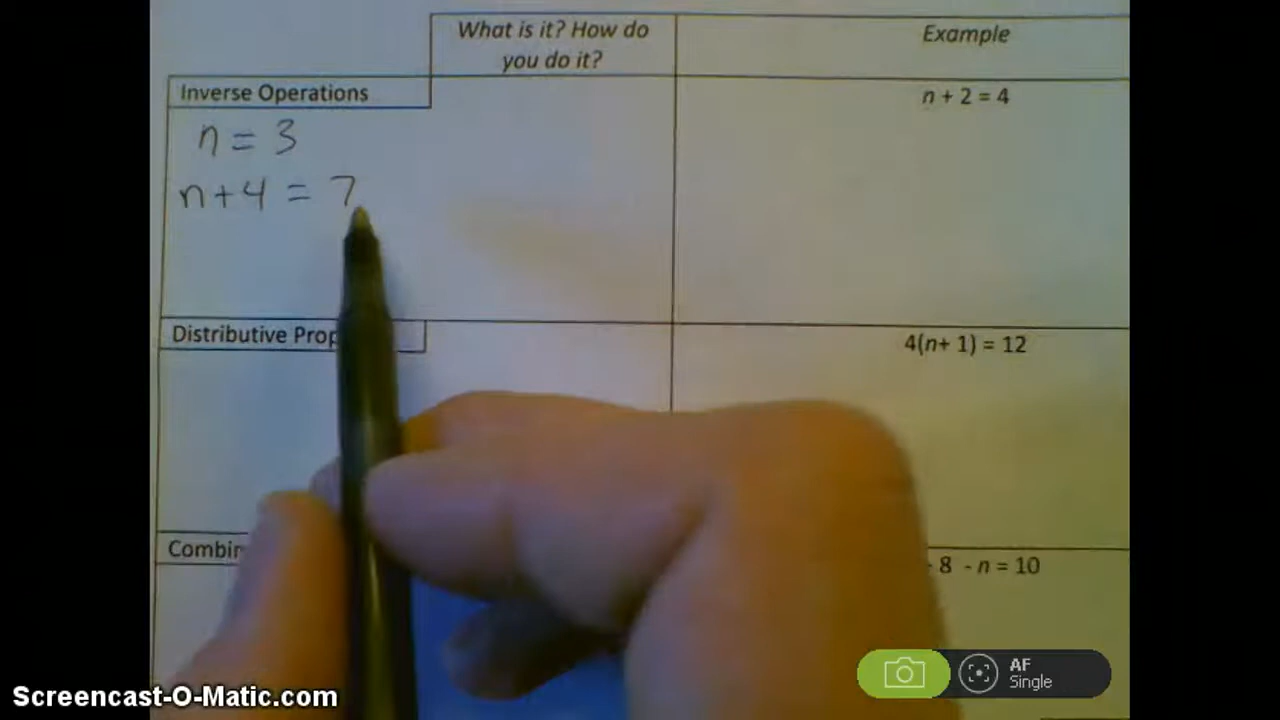 What is it? How do
you do it?
Example
Inverse Operations
n + 2 = 4
n = 3
n + 4 = 7
Distributive Prop
4(n+ 1) = 12
Combin
8 - n = 10
AF
Single
Screencast-O-Matic.com